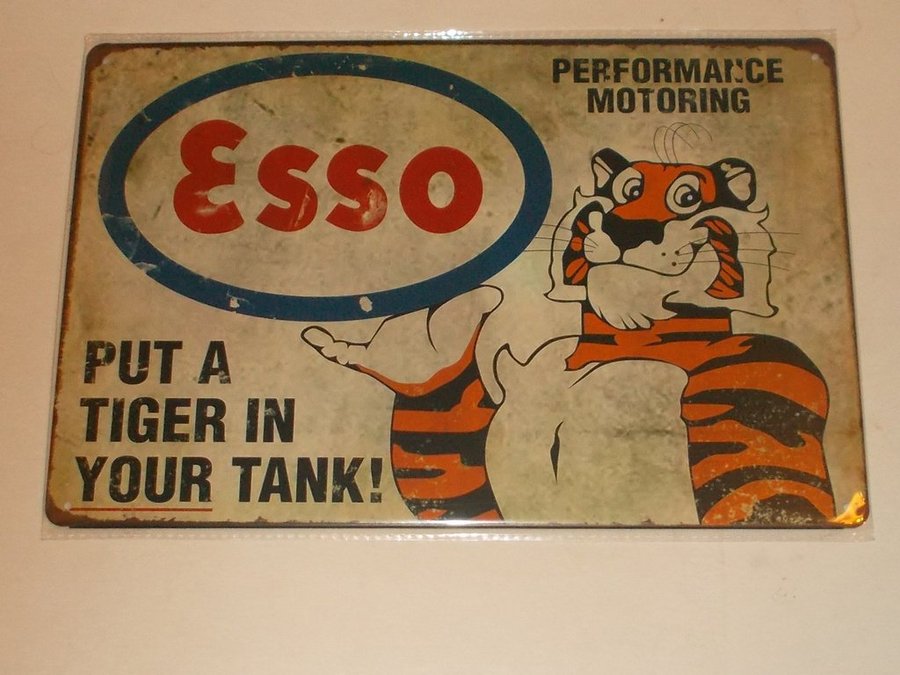 Esso
PERFORMANCE
MOTORING
PUT A
TIGER IN
YOUR TANK!